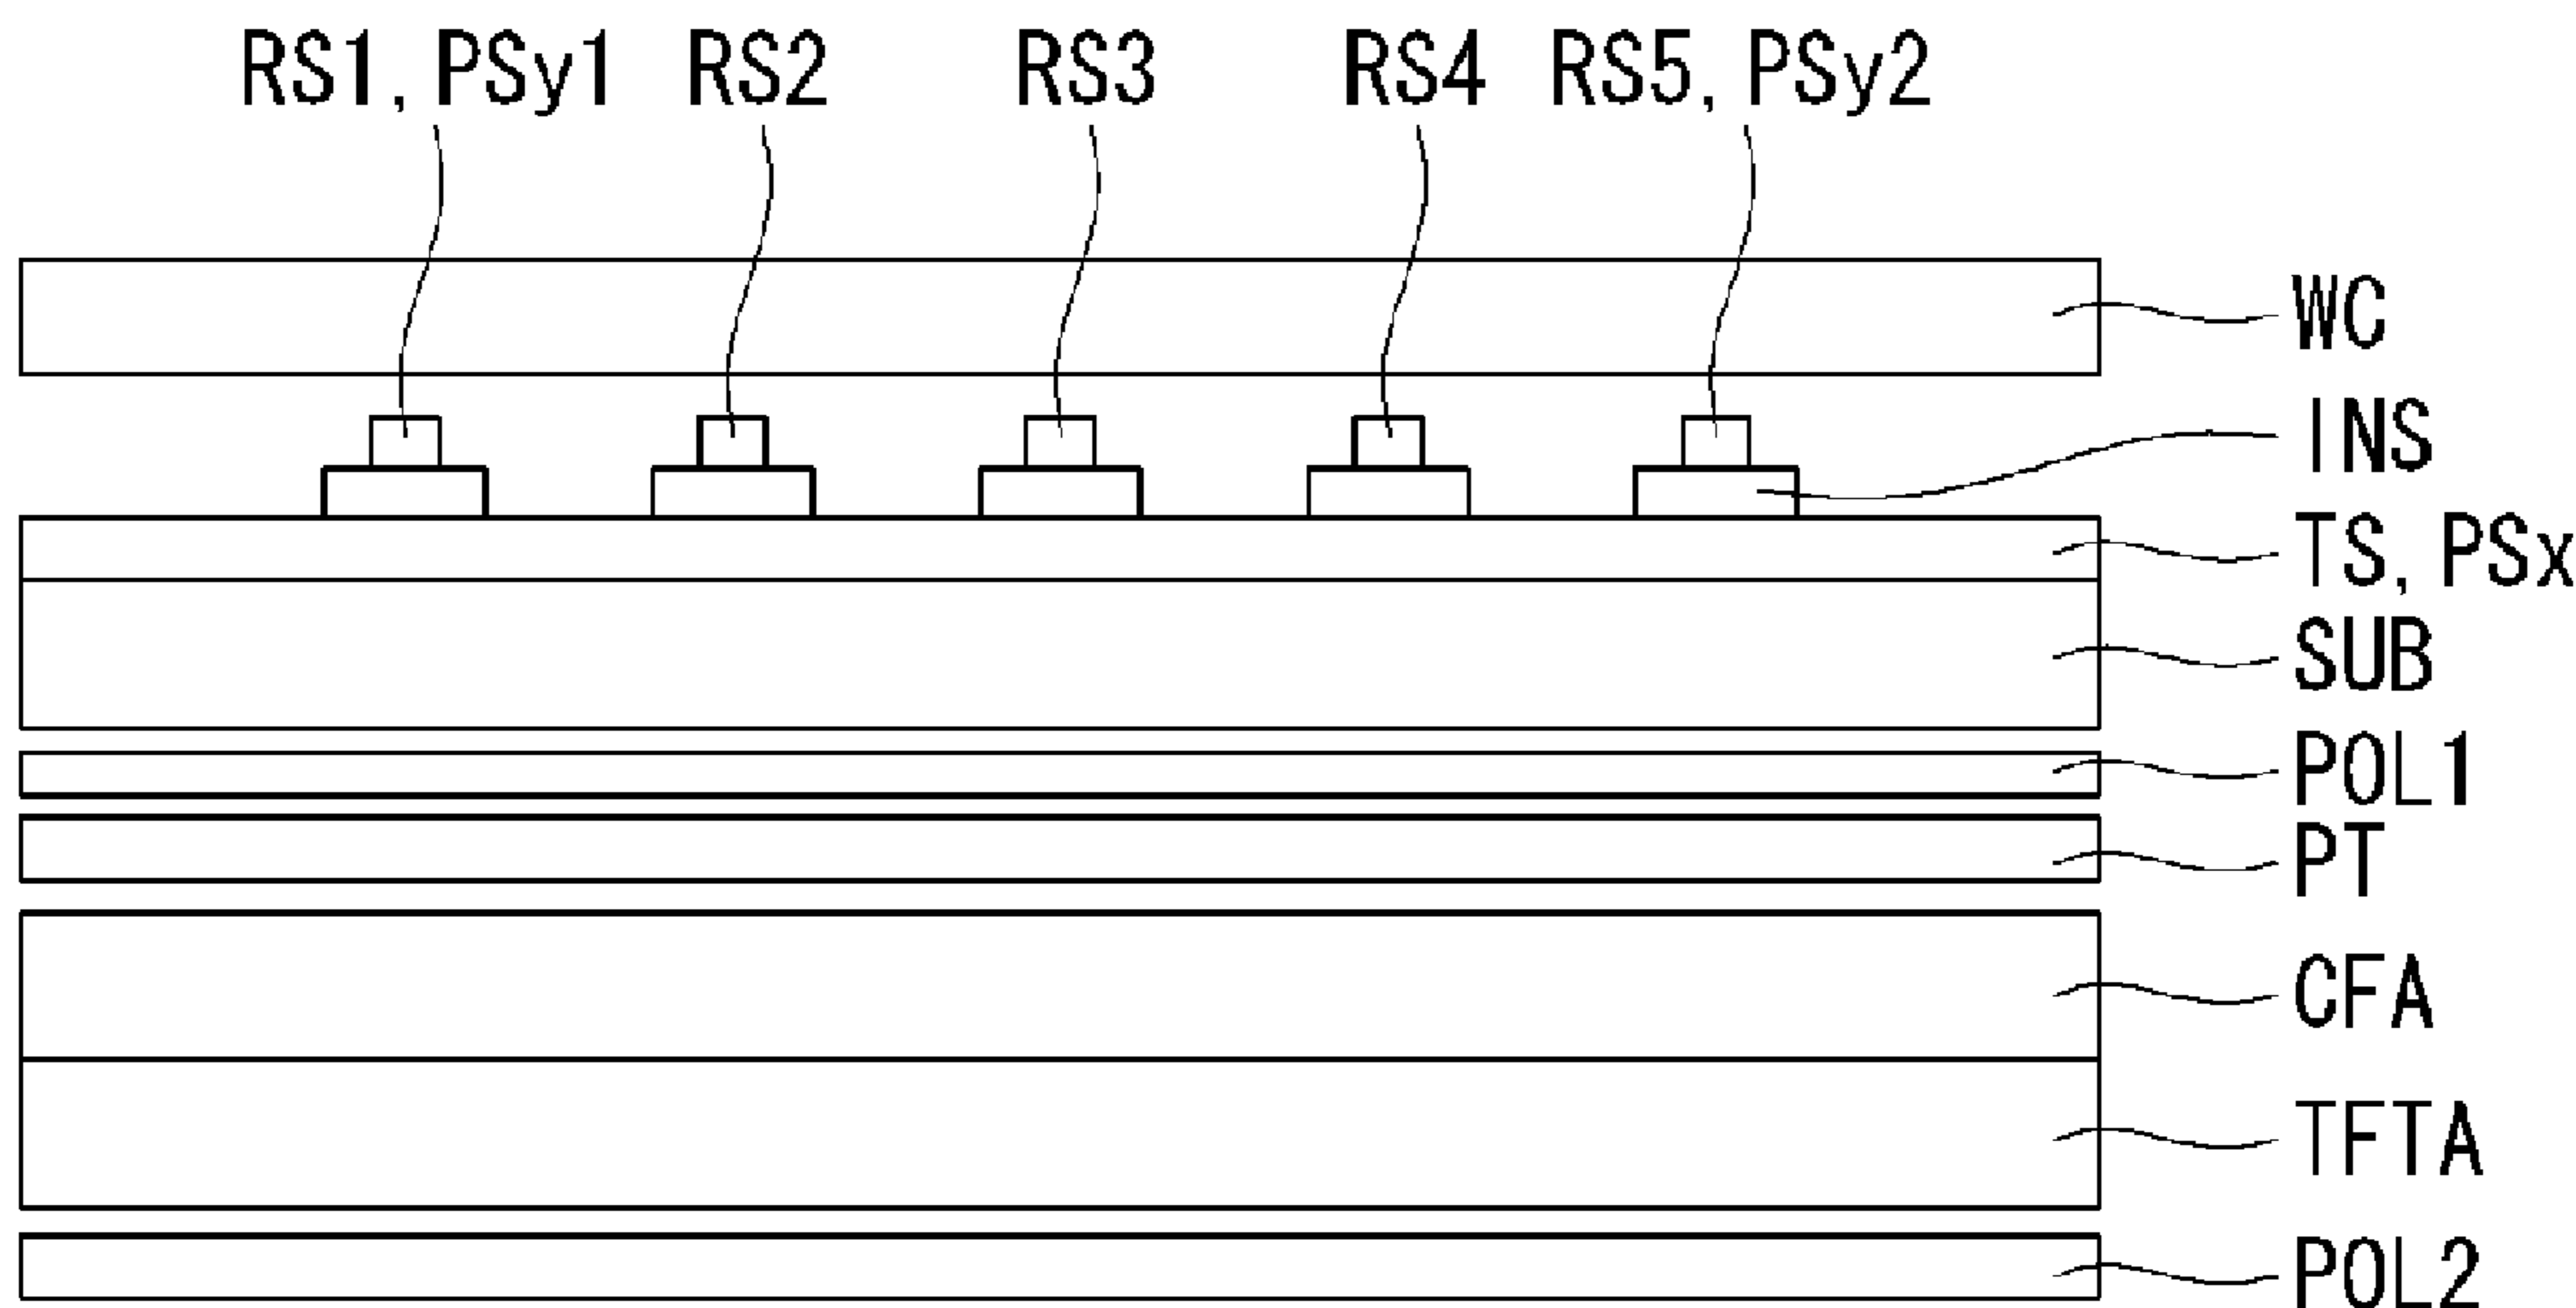 RS1, PSy1 RS2 RS3 RS4 RS5, PSy2
WC
INS
TS, PSx
SUB
POL1
PT
CFA
TFTA
POL2